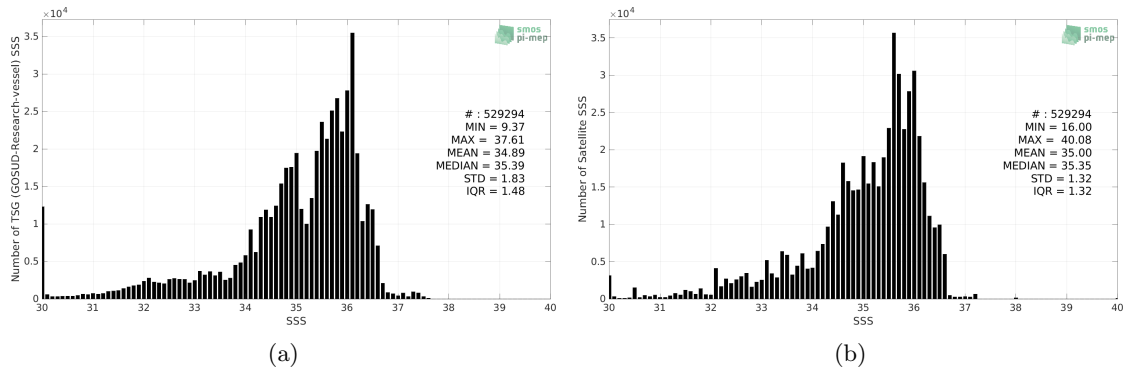 ×10⁴
smos
pi-mep
Number of TSG (GOSUD-Research-vessel) SSS
3.5
3
2.5
2
1.5
1
0.5
0
# : 529294
MIN = 9.37
MAX = 37.61
MEAN = 34.89
MEDIAN = 35.39
STD = 1.83
IQR = 1.48
30 31 32 33 34 35 36 37 38 39 40
SSS
(a)
×10⁴
smos
pi-mep
Number of Satellite SSS
3.5
3
2.5
2
1.5
1
0.5
0
# : 529294
MIN = 16.00
MAX = 40.08
MEAN = 35.00
MEDIAN = 35.35
STD = 1.32
IQR = 1.32
30 31 32 33 34 35 36 37 38 39 40
SSS
(b)